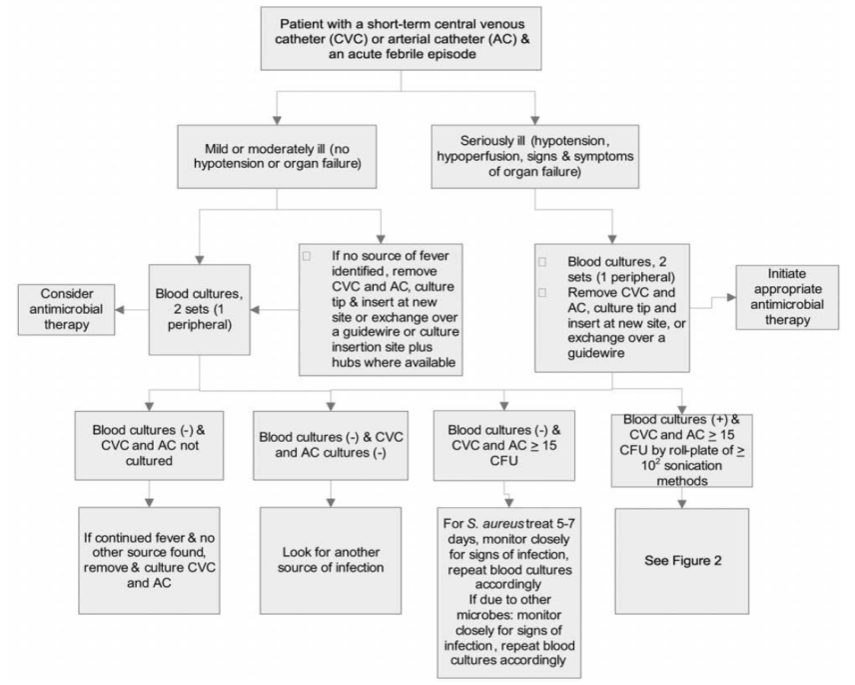 Patient with a short-term central venous
catheter (CVC) or arterial catheter (AC) &
an acute febrile episode
Mild or moderately ill (no
hypotension or organ failure)
Seriously ill (hypotension,
hypoperfusion, signs & symptoms
of organ failure)
Consider
antimicrobial
therapy
Blood cultures,
2 sets (1
peripheral)
If no source of fever
identified, remove
CVC and AC, culture
tip & insert at new
site or exchange over
a guidewire or culture
insertion site plus
hubs where available
Blood cultures, 2
sets (1 peripheral)
Remove CVC and
AC, culture tip and
insert at new site, or
exchange over a
guidewire
Initiate
appropriate
antimicrobial
therapy
Blood cultures (-) &
CVC and AC not
cultured
Blood cultures (-) & CVC
and AC cultures (-)
Blood cultures (-) &
CVC and AC ≥ 15
CFU
Blood cultures (+) &
CVC and AC ≥ 15
CFU by roll-plate of ≥
10² sonication
methods
If continued fever & no
other source found,
remove & culture CVC
and AC
Look for another
source of infection
For S. aureus treat 5-7
days, monitor closely
for signs of infection,
repeat blood cultures
accordingly
If due to other
microbes: monitor
closely for signs of
infection, repeat blood
cultures accordingly
See Figure 2